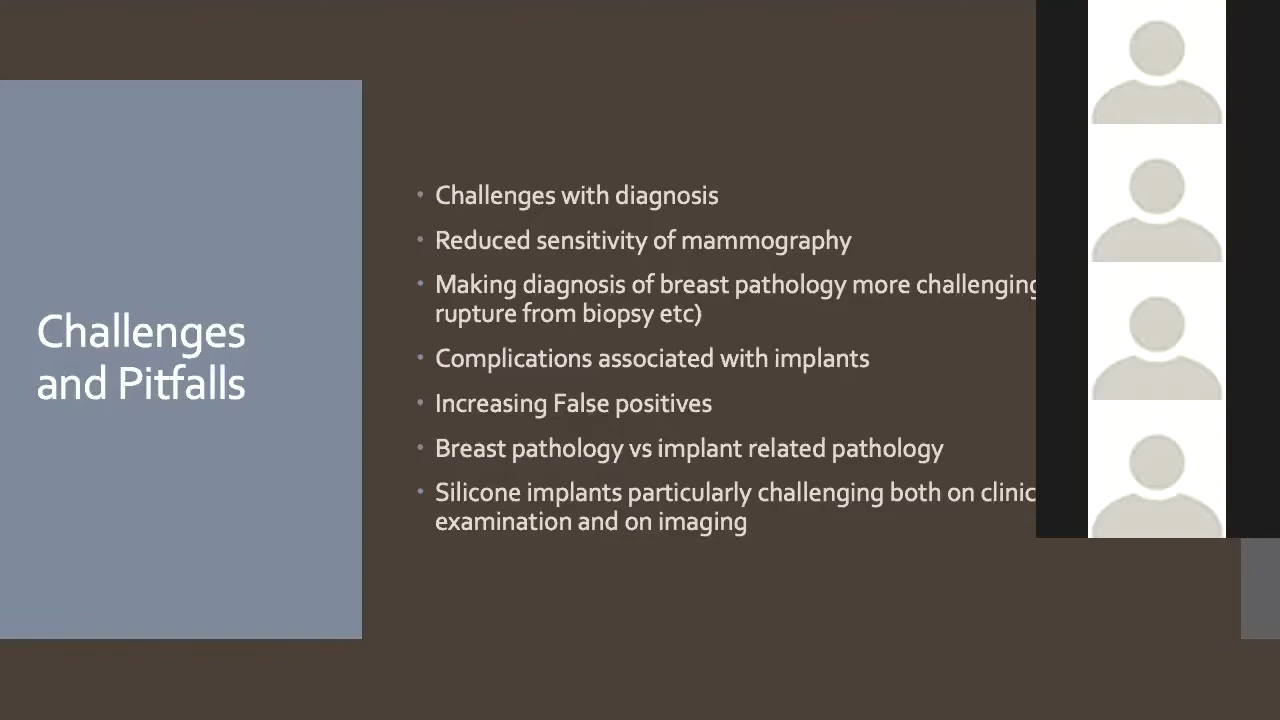 Challenges
and Pitfalls
• Challenges with diagnosis
• Reduced sensitivity of mammography
• Making diagnosis of breast pathology more challenging
rupture from biopsy etc)
• Complications associated with implants
• Increasing False positives
• Breast pathology vs implant related pathology
• Silicone implants particularly challenging both on
examination and on imaging